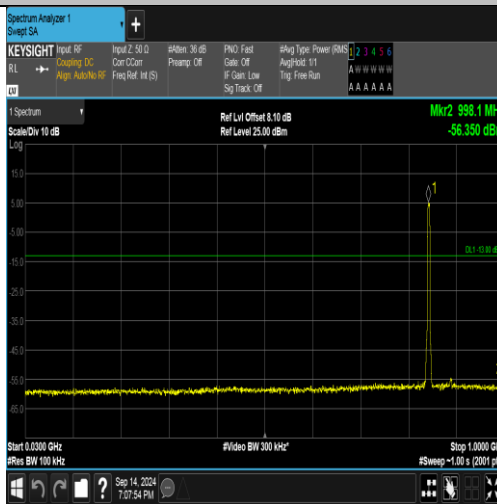 Spectrum Analyzer 1
Swept SA
+
KEYSIGHT Input: RF Input Z: 50 Ω #Atten: 36 dB PNO: Fast #Avg Type: Power (RMS 1 2 3 4 5 6
RL Coupling: DC Corr CCorr Preamp: Off Gate: Off Avg|Hold: 1/1 A W W W W W
Align: Auto/No RF Freq Ref: Int (S) IF Gain: Low Trig: Free Run
Sig Track: Off A A A A A A
1 Spectrum Ref Lvl Offset 8.10 dB Mkr2 998.1 MH
Scale/Div 10 dB Ref Level 25.00 dBm -56.350 dB
Log
15.0
1
5.00
-5.00
DL1 -13.00 dB
-15.0
-25.0
-35.0
-45.0
-55.0
-65.0
Start 0.0300 GHz #Video BW 300 kHz* Stop 1.0000 G
#Res BW 100 kHz #Sweep ~1.00 s (2001 pt
? Sep 14, 2024
7:07:54 PM